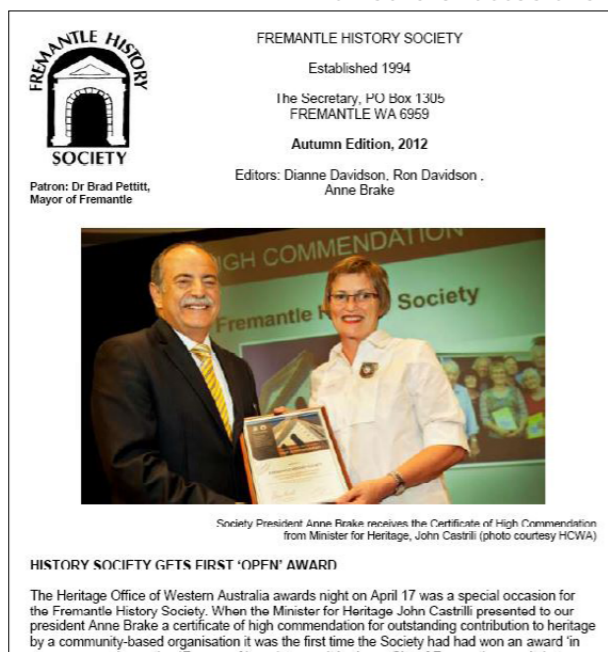 FREMANTLE HISTORY
SOCIETY
Patron: Dr Brad Pettitt,
Mayor of Fremantle
FREMANTLE HISTORY SOCIETY
Established 1994
The Secretary, PO Box 1305
FREMANTLE WA 6959
Autumn Edition, 2012
Editors: Dianne Davidson, Ron Davidson ,
Anne Brake
HIGH COMMENDATION
Fremantle Society
Society President Anne Brake receives the Certificate of High Commendation
from Minister for Heritage, John Castrili (photo courtesy HCWA)
HISTORY SOCIETY GETS FIRST ‘OPEN’ AWARD
The Heritage Office of Western Australia awards night on April 17 was a special occasion for
the Fremantle History Society. When the Minister for Heritage John Castrilli presented to our
president Anne Brake a certificate of high commendation for outstanding contribution to heritage
by a community-based organisation it was the first time the Society had had won an award ‘in